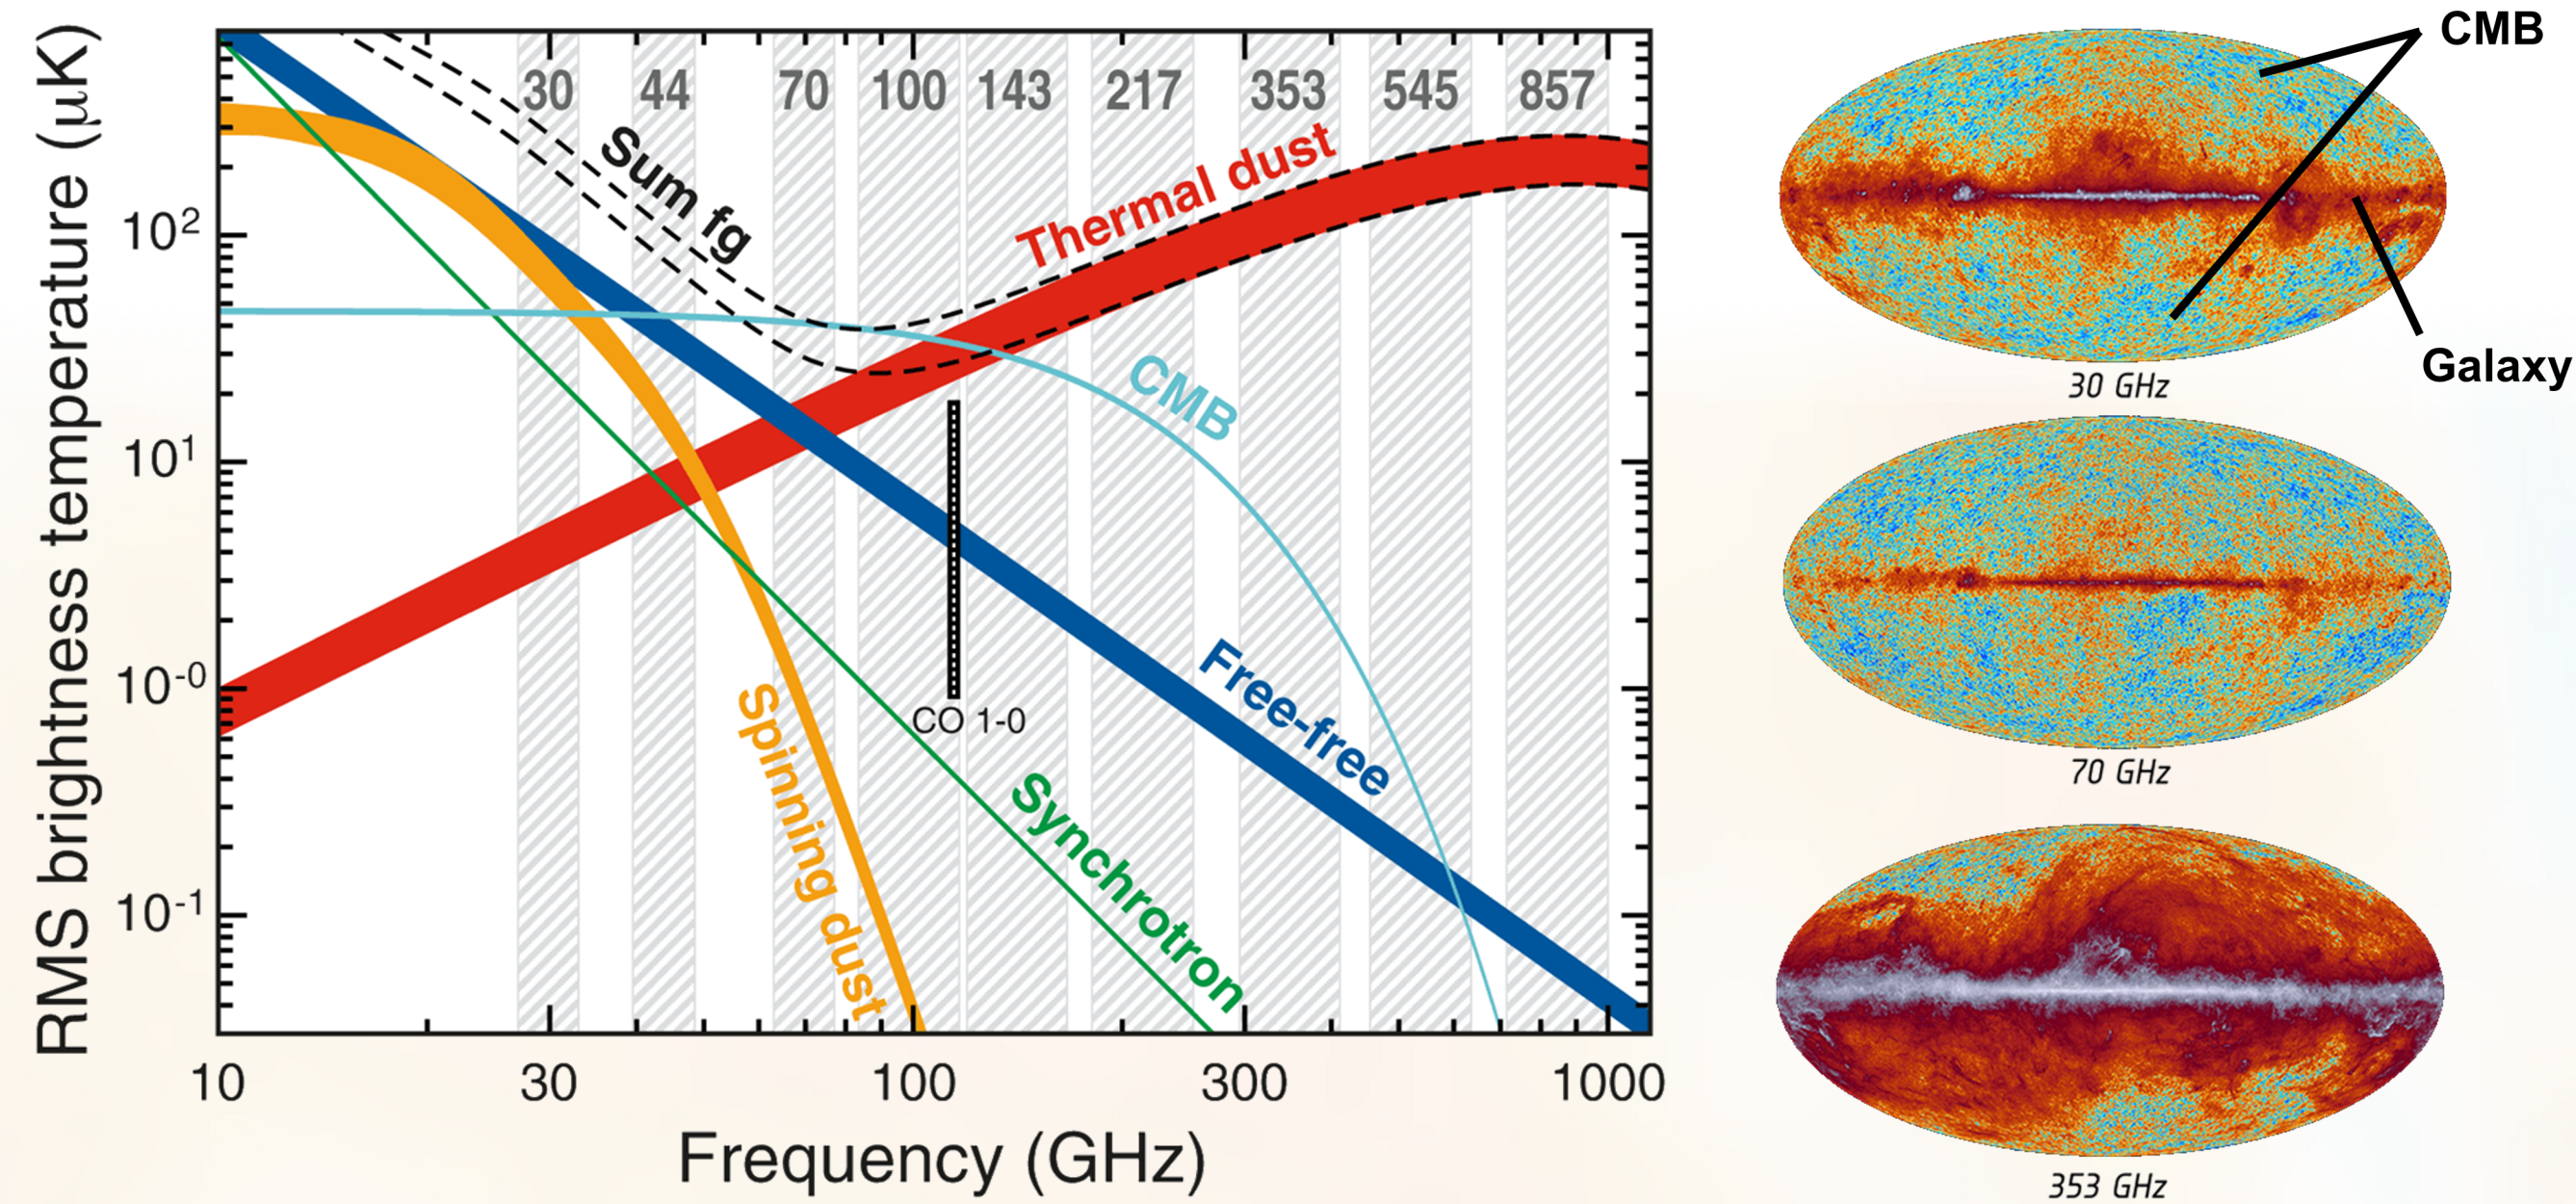 RMS brightness temperature (μK)
10²
10¹
10⁻⁰
10⁻¹
30 44 70 100 143 217 353 545 857
Sum fg
Thermal dust
CMB
CO 1-0
Free-free
Spinning dust
Synchrotron
10 30 100 300 1000
Frequency (GHz)
CMB
Galaxy
30 GHz
70 GHz
353 GHz